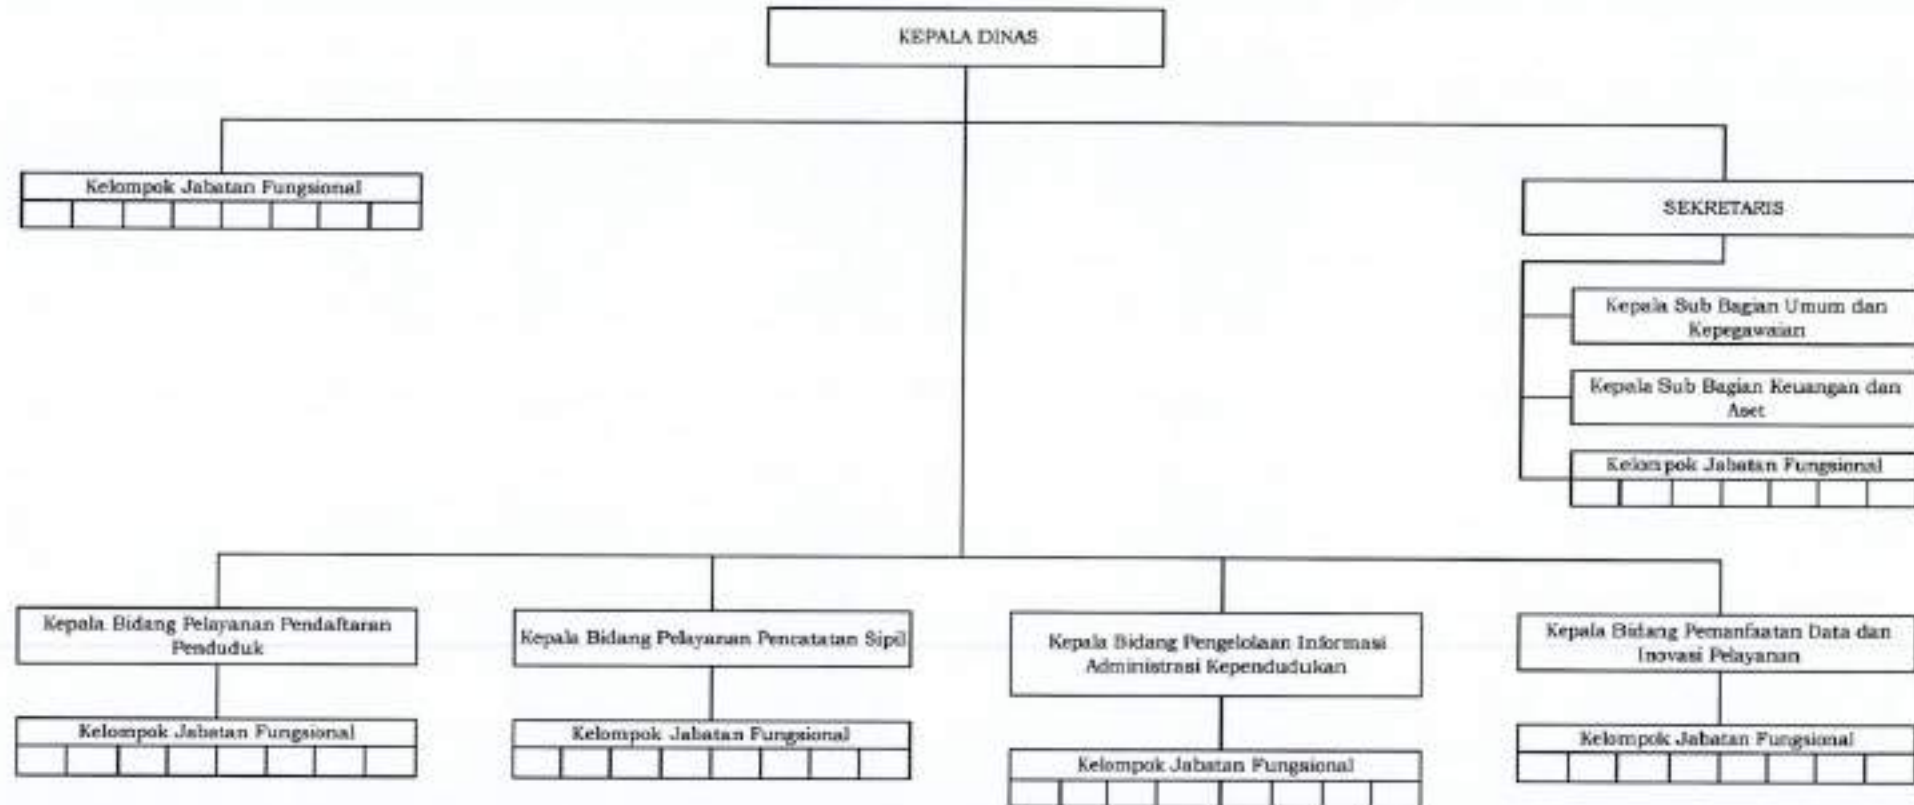 KEPALA DINAS
Kelompok Jabatan Fungsional
SEKRETARIS
Kepala Sub Bagian Umum dan
Kepegawaian
Kepala Sub Bagian Keuangan dan
Aset
Kelompok Jabatan Fungsional
Kepala Bidang Pelayanan Pendaftaran
Penduduk
Kepala Bidang Pelayanan Pencatatan Sipil
Kepala Bidang Pengelolaan Informasi
Administrasi Kependudukan
Kepala Bidang Pemanfaatan Data dan
Inovasi Pelayanan
Kelompok Jabatan Fungsional
Kelompok Jabatan Fungsional
Kelompok Jabatan Fungsional
Kelompok Jabatan Fungsional